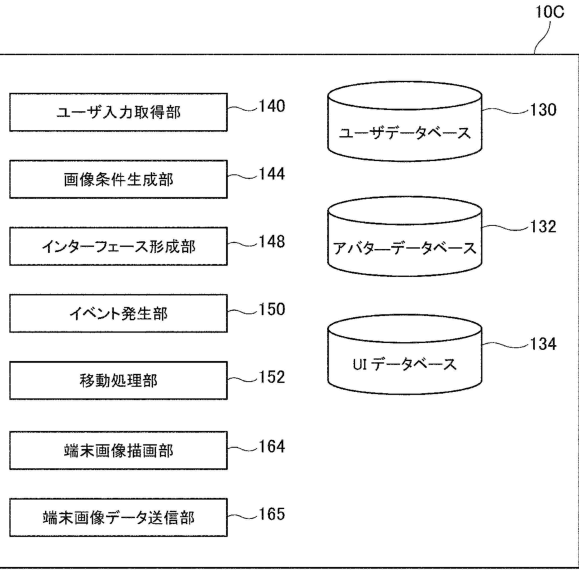 10C
ユーザ入力取得部
140
画像条件生成部
144
インターフェース形成部
148
イベント発生部
150
移動処理部
152
端末画像描画部
164
端末画像データ送信部
165
ユーザデータベース
130
アバターデータベース
132
UI データベース
134